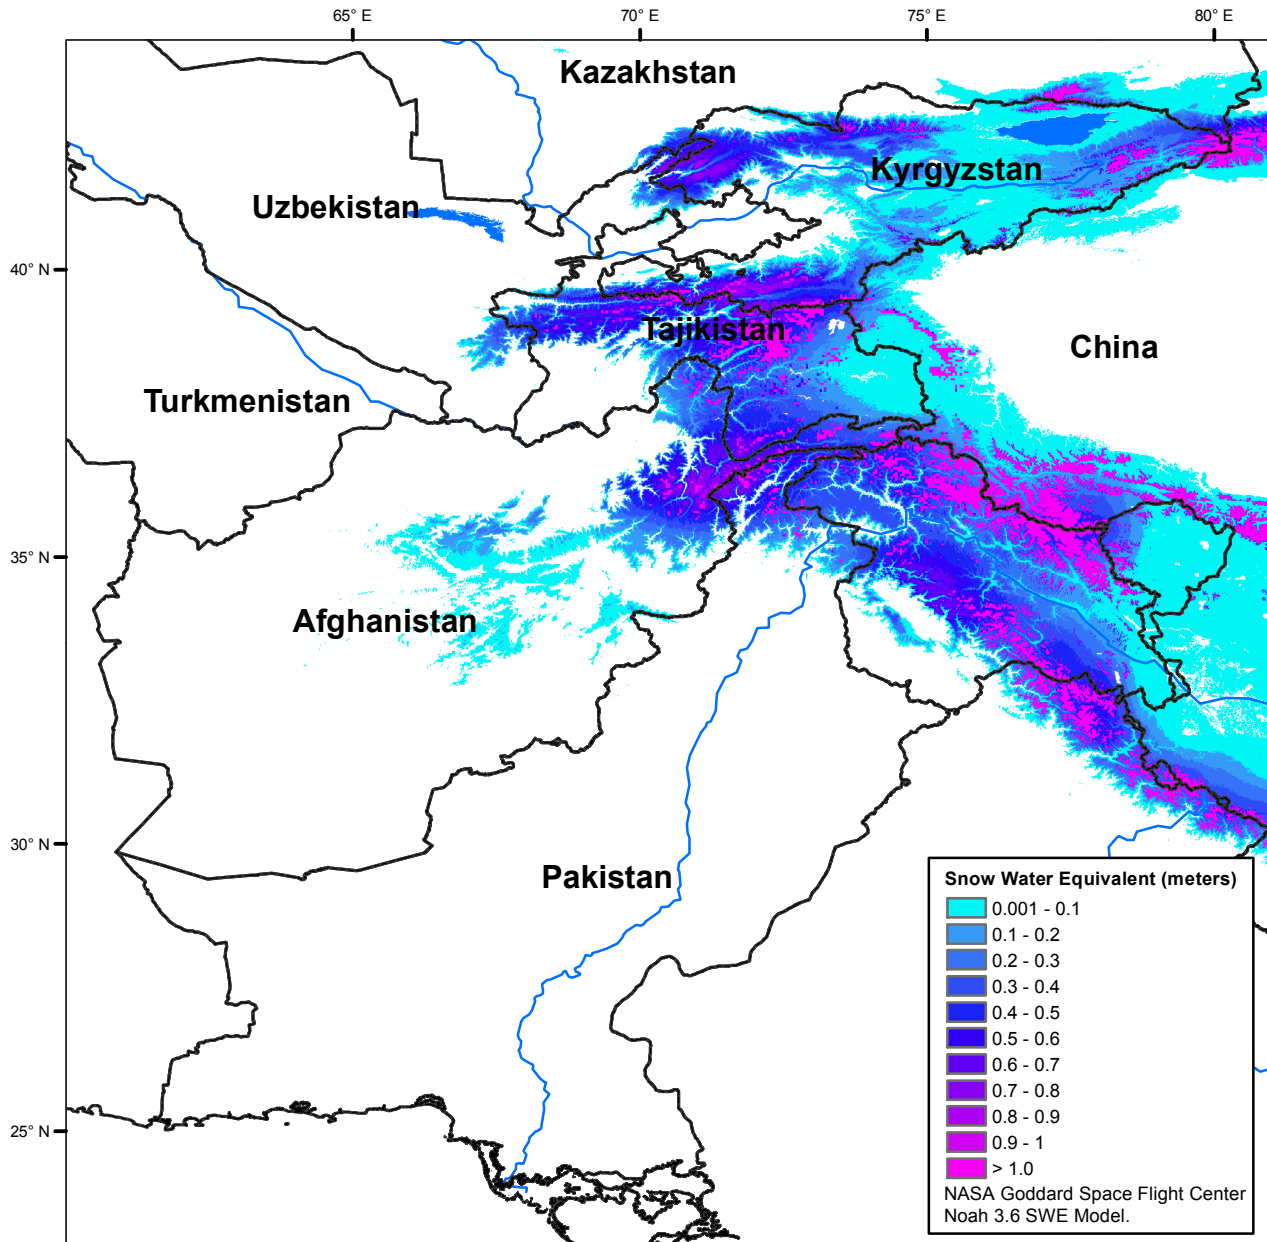 65° E 70° E 75° E 80° E
Kazakhstan
Kyrgyzstan
Uzbekistan
40° N
Tajikistan
China
Turkmenistan
35° N
Afghanistan
30° N
Pakistan
25° N
Snow Water Equivalent (meters)
0.001 - 0.1
0.1 - 0.2
0.2 - 0.3
0.3 - 0.4
0.4 - 0.5
0.5 - 0.6
0.6 - 0.7
0.7 - 0.8
0.8 - 0.9
0.9 - 1
> 1.0
NASA Goddard Space Flight Center
Noah 3.6 SWE Model.